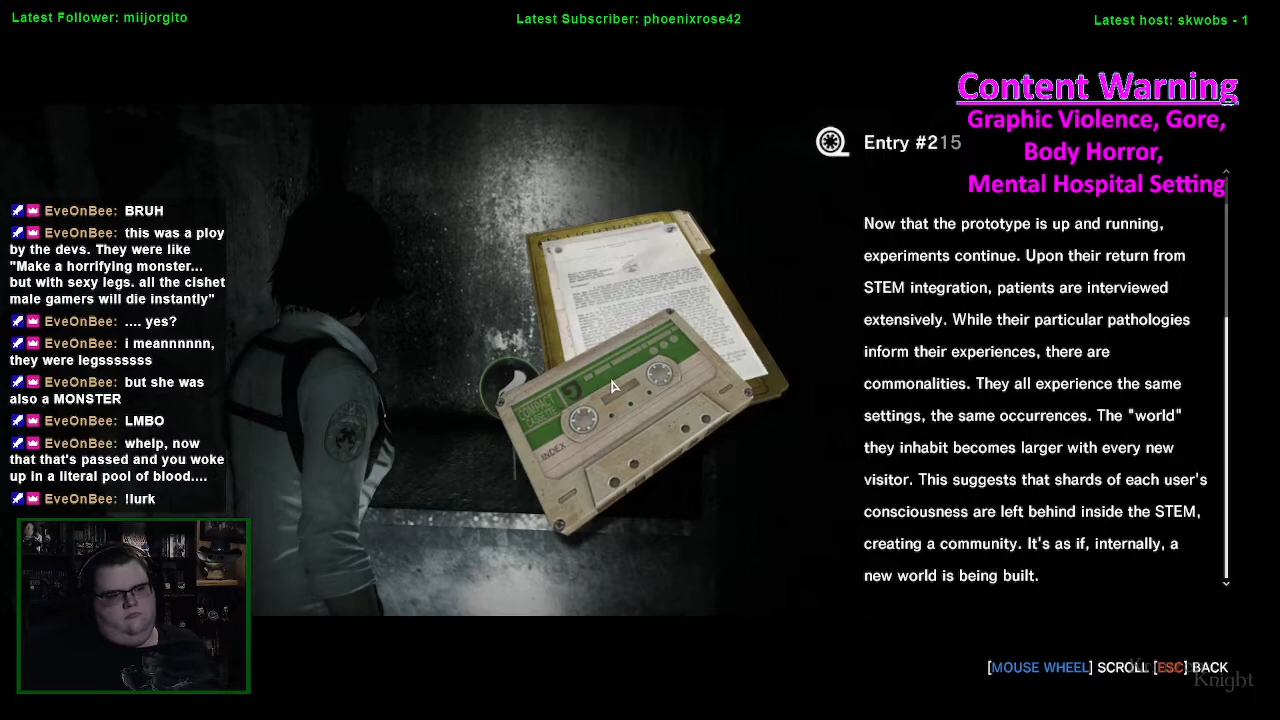 Latest Follower: miijorgito
Latest Subscriber: phoenixrose42
Latest host: skwobs - 1
Content Warning
Graphic Violence, Gore,
Body Horror,
Mental Hospital Setting
Entry #215
Now that the prototype is up and running,
experiments continue. Upon their return from
STEM integration, patients are interviewed
extensively. While their particular pathologies
inform their experiences, there are
commonalities. They all experience the same
settings, the same occurrences. The "world"
they inhabit becomes larger with every new
visitor. This suggests that shards of each user's
consciousness are left behind inside the STEM,
creating a community. It's as if, internally, a
new world is being built.
EveOnBee: BRUH
EveOnBee: this was a ploy
by the devs. They were like
"Make a horrifying monster...
but with sexy legs. all the cishet
male gamers will die instantly"
EveOnBee: .... yes?
EveOnBee: i meannnnnn,
they were legsssssss
EveOnBee: but she was
also a MONSTER
EveOnBee: LMBO
EveOnBee: whelp, now
that that's passed and you woke
up in a literal pool of blood....
EveOnBee: !lurk
COMPACT
CASSETTE
INDEX
[MOUSE WHEEL] SCROLL [ESC] BACK
Knight